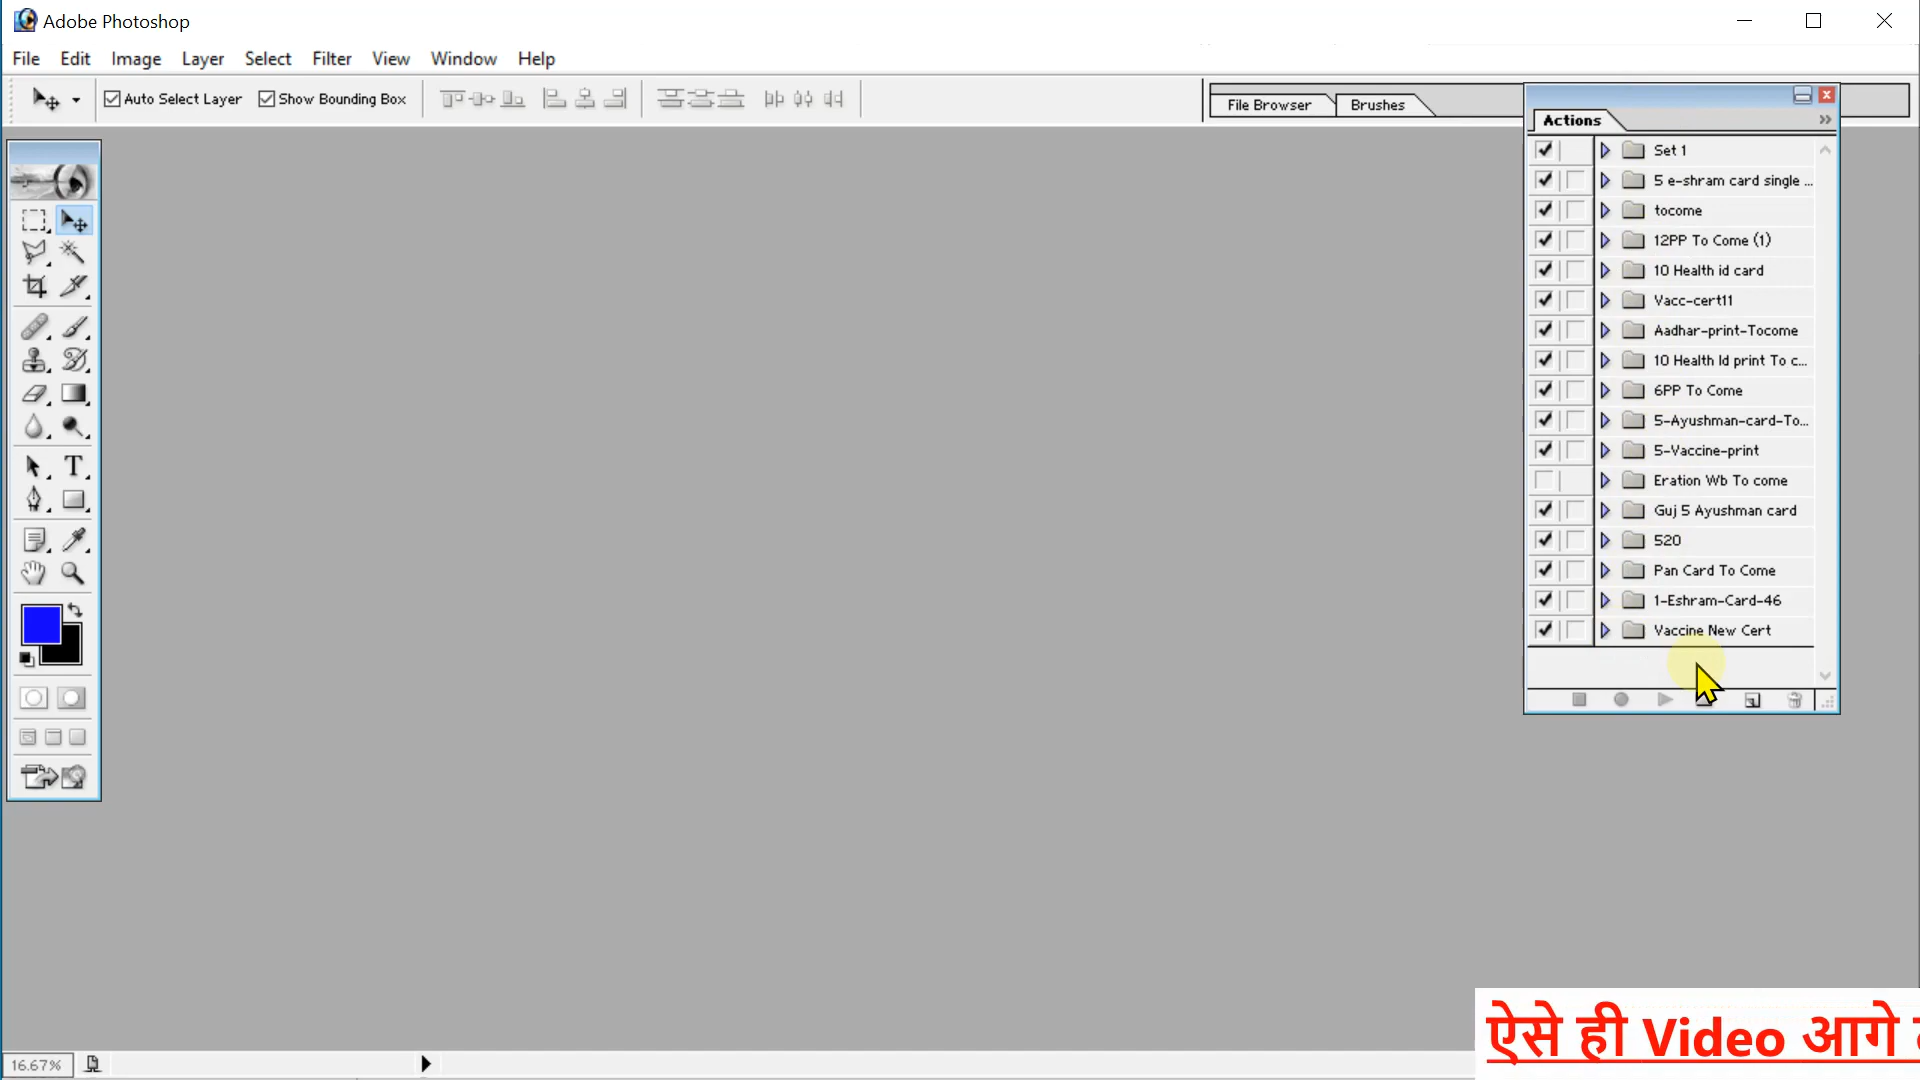 Adobe Photoshop
File Edit Image Layer Select Filter View Window Help
Auto Select Layer Show Bounding Box
File Browser Brushes
Actions
Set 1
5 e-shram card single ...
tocome
12PP To Come (1)
10 Health id card
Vacc-cert11
Aadhar-print-Tocome
10 Health Id print To c...
6PP To Come
5-Ayushman-card-To...
5-Vaccine-print
Eration Wb To come
Guj 5 Ayushman card
520
Pan Card To Come
1-Eshram-Card-46
Vaccine New Cert
16.67%
ऐसे ही Video आगे